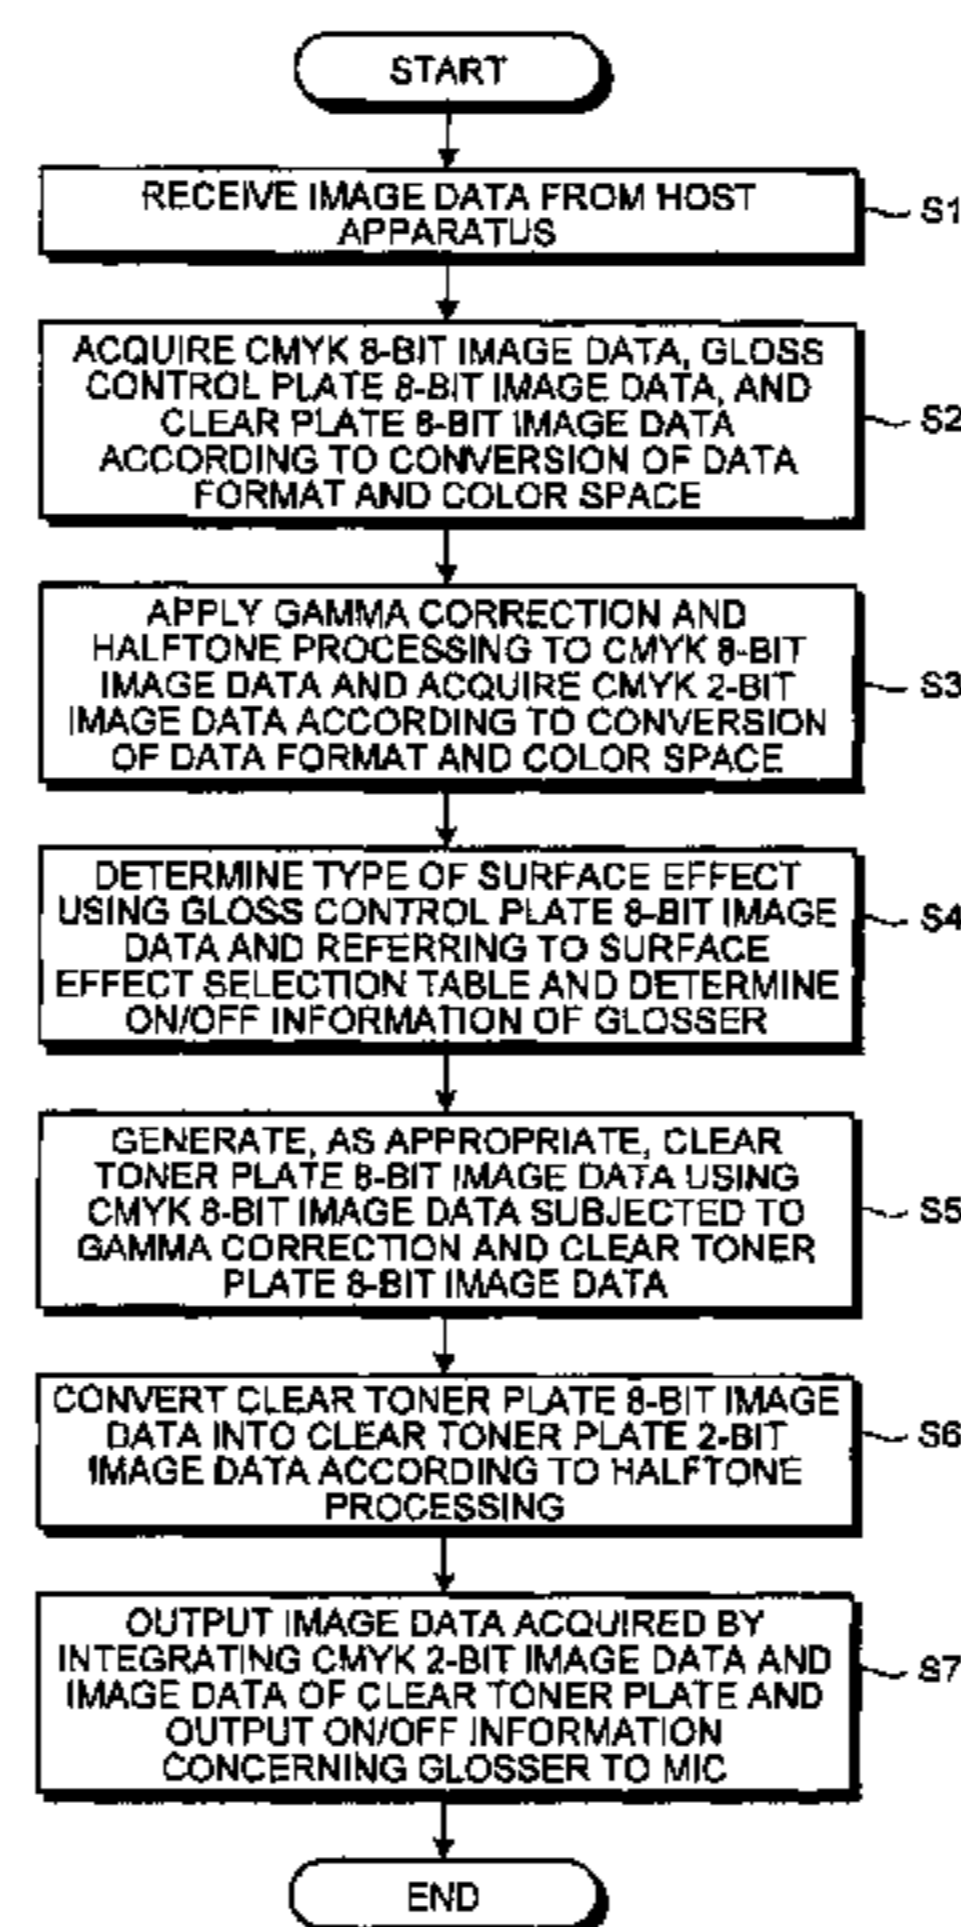 START
RECEIVE IMAGE DATA FROM HOST
APPARATUS
S1
ACQUIRE CMYK 8-BIT IMAGE DATA, GLOSS
CONTROL PLATE 8-BIT IMAGE DATA, AND
CLEAR PLATE 8-BIT IMAGE DATA
ACCORDING TO CONVERSION OF DATA
FORMAT AND COLOR SPACE
S2
APPLY GAMMA CORRECTION AND
HALFTONE PROCESSING TO CMYK 8-BIT
IMAGE DATA AND ACQUIRE CMYK 2-BIT
IMAGE DATA ACCORDING TO CONVERSION
OF DATA FORMAT AND COLOR SPACE
S3
DETERMINE TYPE OF SURFACE EFFECT
USING GLOSS CONTROL PLATE 8-BIT IMAGE
DATA AND REFERRING TO SURFACE
EFFECT SELECTION TABLE AND DETERMINE
ON/OFF INFORMATION OF GLOSSER
S4
GENERATE, AS APPROPRIATE, CLEAR
TONER PLATE 8-BIT IMAGE DATA USING
CMYK 8-BIT IMAGE DATA SUBJECTED TO
GAMMA CORRECTION AND CLEAR TONER
PLATE 8-BIT IMAGE DATA
S5
CONVERT CLEAR TONER PLATE 8-BIT IMAGE
DATA INTO CLEAR TONER PLATE 2-BIT
IMAGE DATA ACCORDING TO HALFTONE
PROCESSING
S6
OUTPUT IMAGE DATA ACQUIRED BY
INTEGRATING CMYK 2-BIT IMAGE DATA AND
IMAGE DATA OF CLEAR TONER PLATE AND
OUTPUT ON/OFF INFORMATION
CONCERNING GLOSSER TO MIC
S7
END